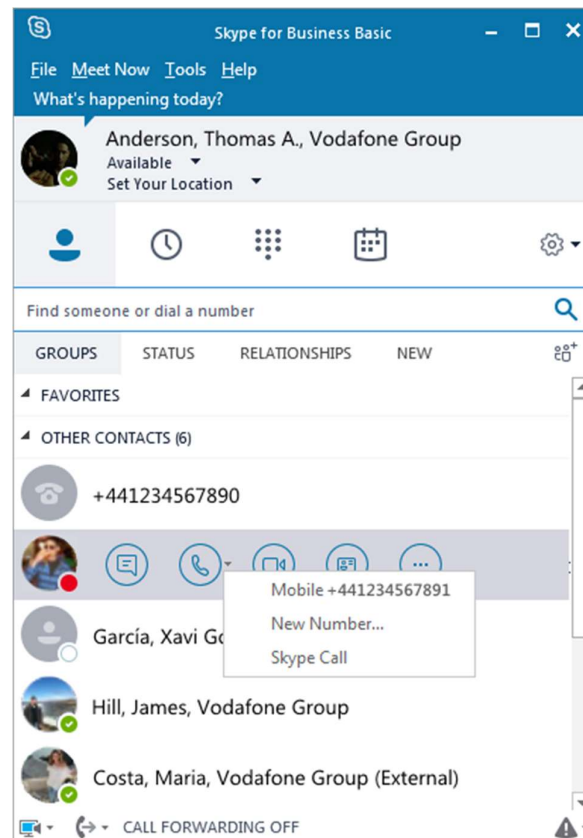 Skype for Business Basic
File Meet Now Tools Help
What's happening today?
Anderson, Thomas A., Vodafone Group
Available
Set Your Location
Find someone or dial a number
GROUPS STATUS RELATIONSHIPS NEW
FAVORITES
OTHER CONTACTS (6)
+441234567890
Mobile +441234567891
New Number...
Skype Call
García, Xavi
Hill, James, Vodafone Group
Costa, Maria, Vodafone Group (External)
CALL FORWARDING OFF